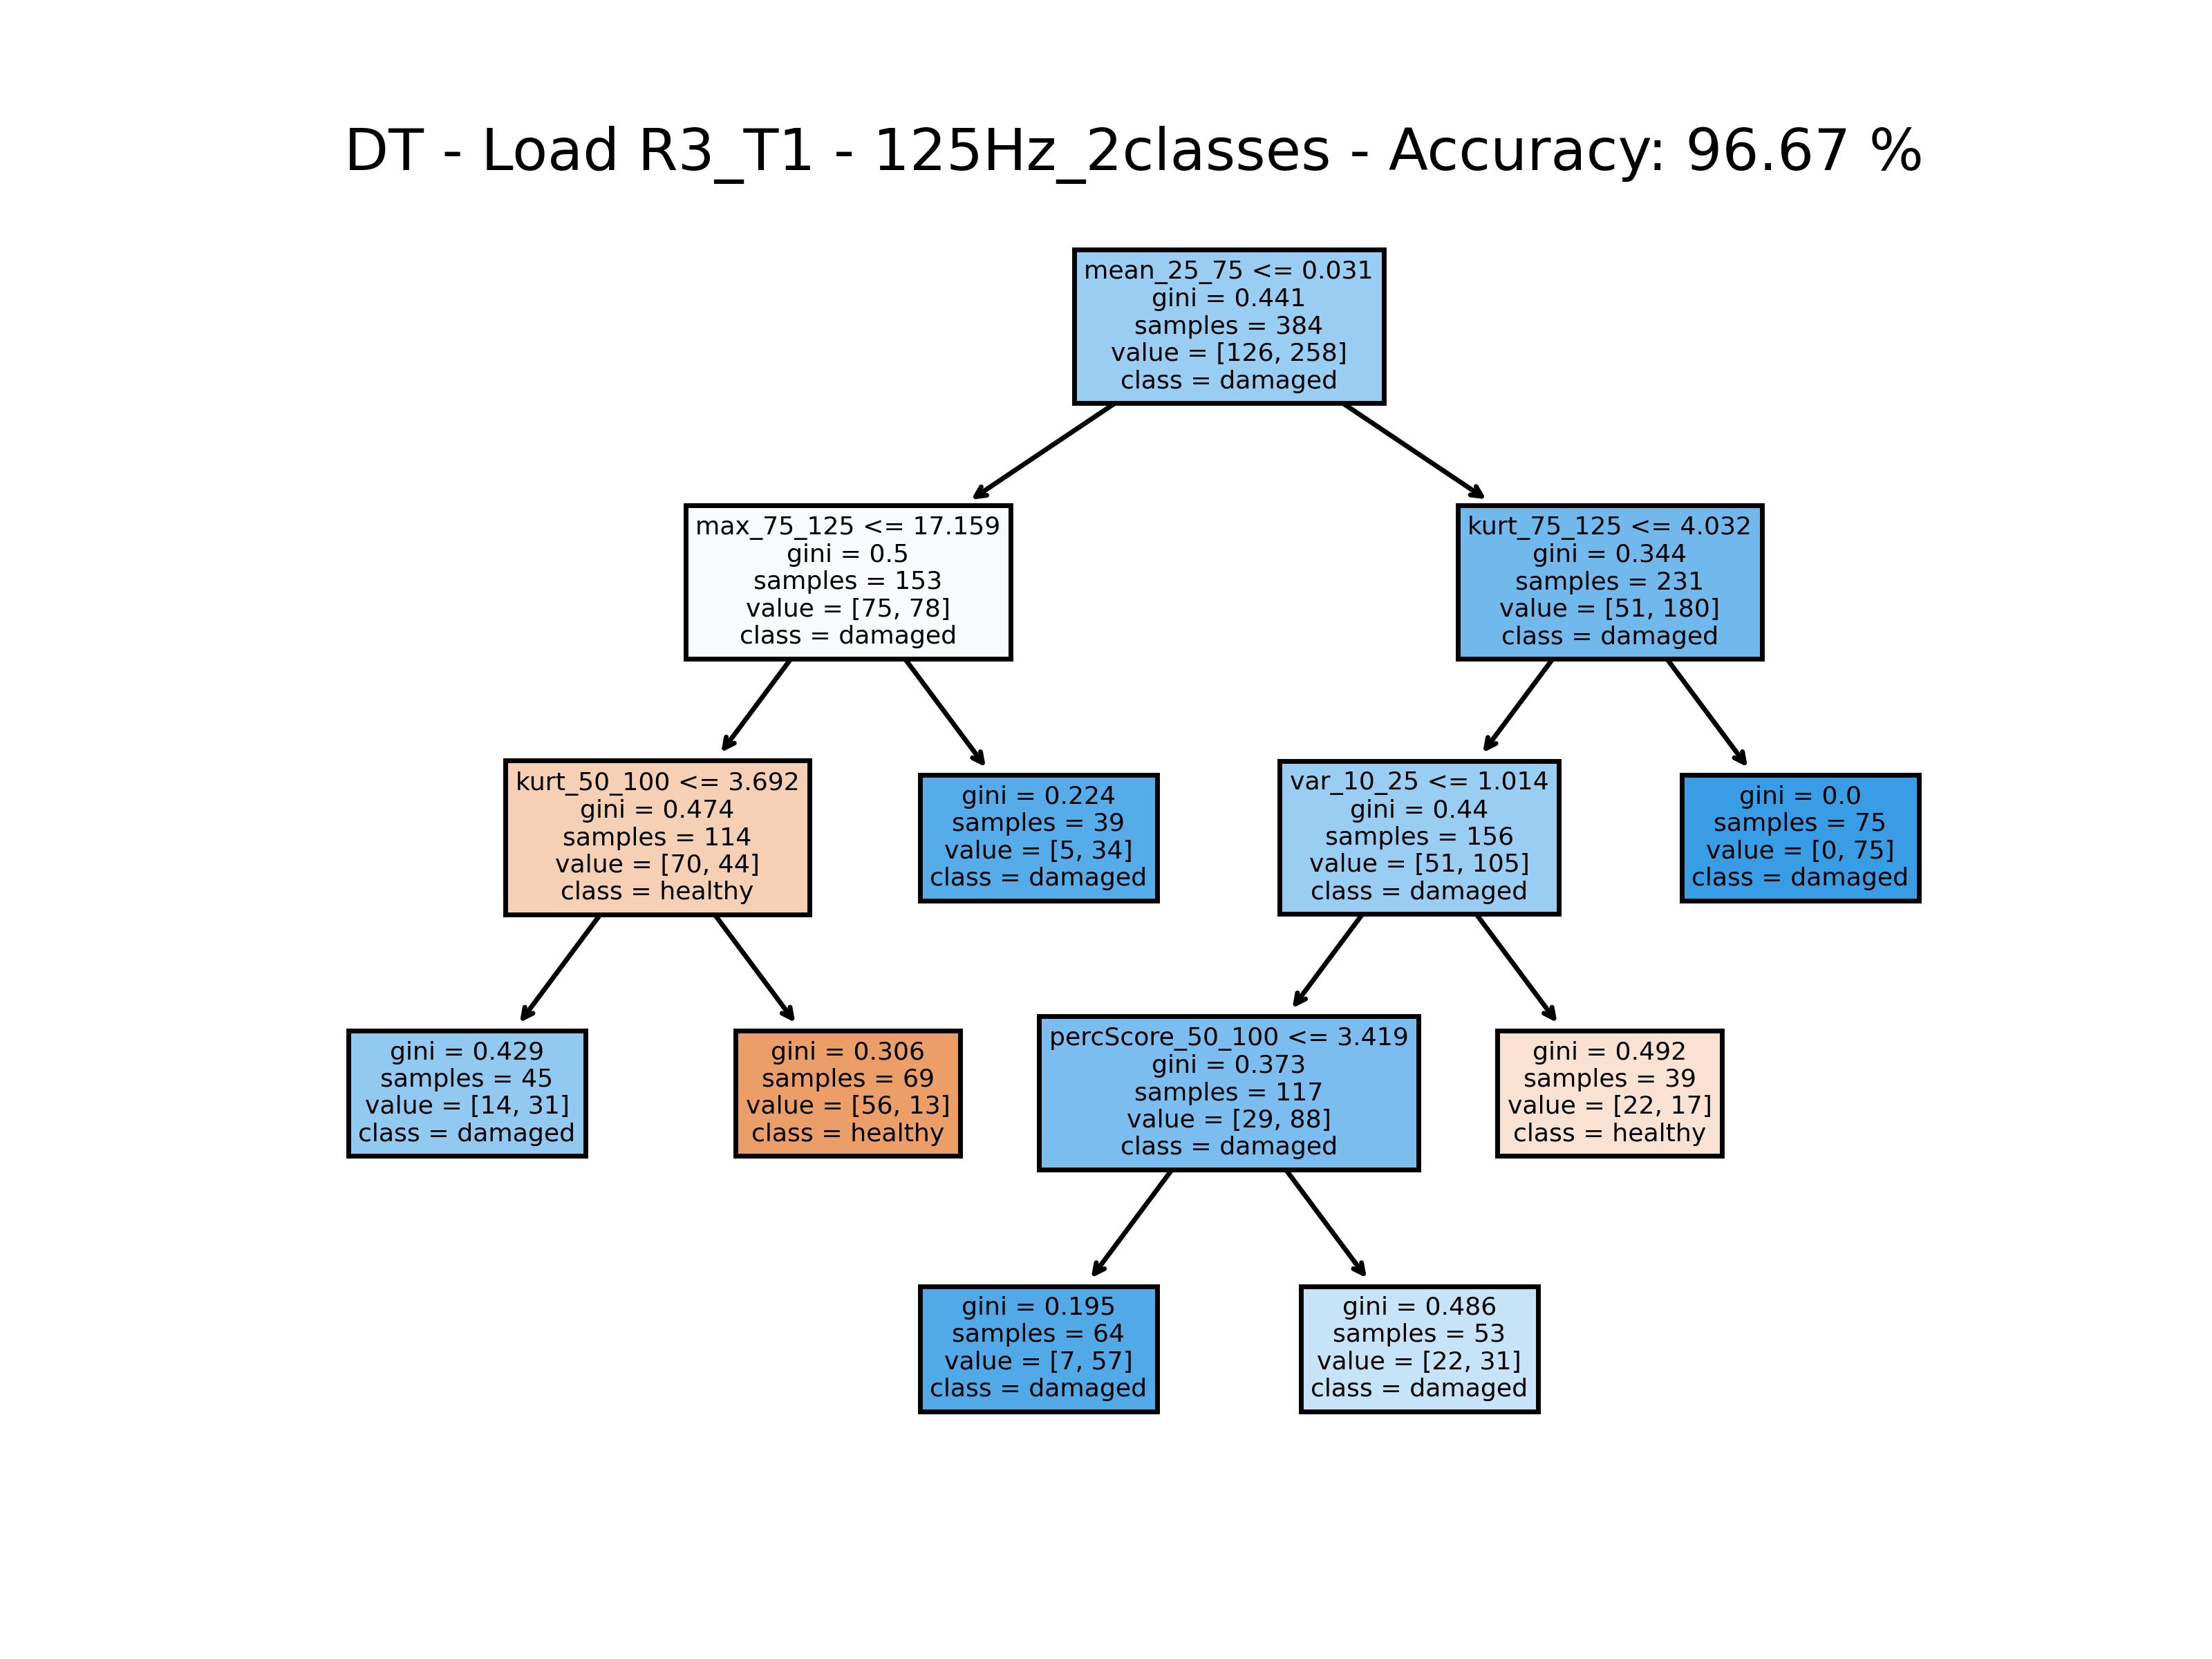 DT - Load R3_T1 - 125Hz_2classes - Accuracy: 96.67 %
mean_25_75 <= 0.031
gini = 0.441
samples = 384
value = [126, 258]
class = damaged
max_75_125 <= 17.159
gini = 0.5
samples = 153
value = [75, 78]
class = damaged
kurt_75_125 <= 4.032
gini = 0.344
samples = 231
value = [51, 180]
class = damaged
kurt_50_100 <= 3.692
gini = 0.474
samples = 114
value = [70, 44]
class = healthy
gini = 0.224
samples = 39
value = [5, 34]
class = damaged
var_10_25 <= 1.014
gini = 0.44
samples = 156
value = [51, 105]
class = damaged
gini = 0.0
samples = 75
value = [0, 75]
class = damaged
gini = 0.429
samples = 45
value = [14, 31]
class = damaged
gini = 0.306
samples = 69
value = [56, 13]
class = healthy
percScore_50_100 <= 3.419
gini = 0.373
samples = 117
value = [29, 88]
class = damaged
gini = 0.492
samples = 39
value = [22, 17]
class = healthy
gini = 0.195
samples = 64
value = [7, 57]
class = damaged
gini = 0.486
samples = 53
value = [22, 31]
class = damaged